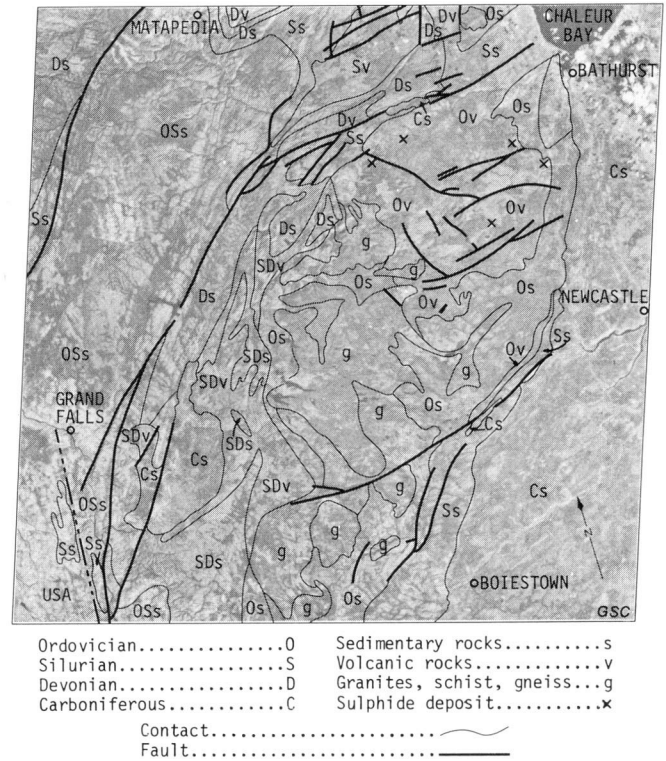 Dv
Dv
Os
CHALEUR
BAY
MATAPEDIA
Ds
Ss
Ds
Ss
Ds
Sv
BATHURST
Ds
OSs
Dv
Cs
Ov
Os
Ss
Cs
Ss
Ds
Ds
Ov
Ov
g
SDv
g
Os
Os
Ds
Ov
NEWCASTLE
Os
Ss
OSs
SDs
g
Ov
SDv
g
GRAND
FALLS
g
Os
SDv
SDs
Cs
Cs
Cs
SDv
g
Cs
OSs
Ss
Ss
Ss
g
g
SDs
N
USA
OSs
Os
g
Os
BOIESTOWN
GSC
Ordovician...............O
Silurian.................S
Devonian.................D
Carboniferous............C
Sedimentary rocks..........s
Volcanic rocks.............v
Granites, schist, gneiss...g
Sulphide deposit...........x
Contact.......................
Fault.........................